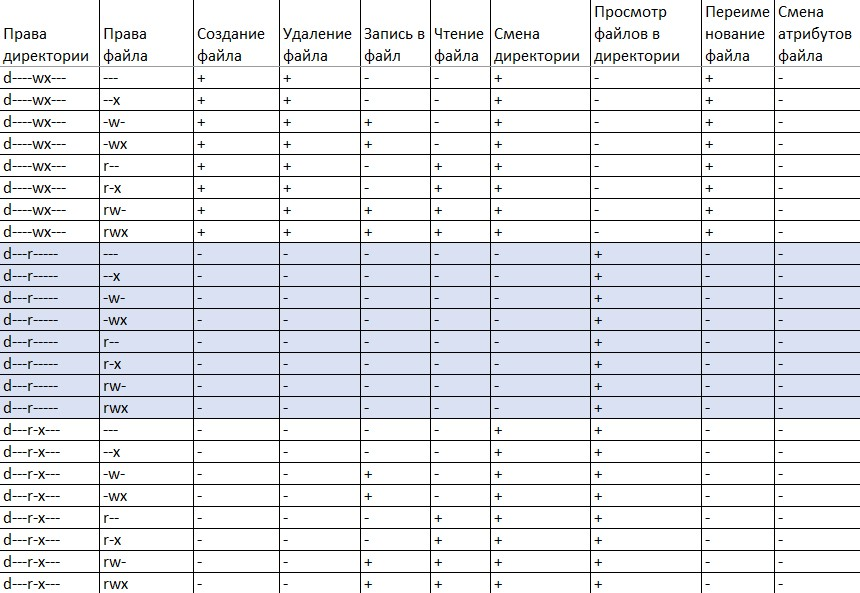 Права директории | Права файла | Создание файла | Удаление файла | Запись в файл | Чтение файла | Смена директории | Просмотр файлов в директории | Переиме нование файла | Смена атрибутов файла
d----wx--- | --- | + | + | - | - | + | - | + | -
d----wx--- | --x | + | + | - | - | + | - | + | -
d----wx--- | -w- | + | + | + | - | + | - | + | -
d----wx--- | -wx | + | + | + | - | + | - | + | -
d----wx--- | r-- | + | + | - | + | + | - | + | -
d----wx--- | r-x | + | + | - | + | + | - | + | -
d----wx--- | rw- | + | + | + | + | + | - | + | -
d----wx--- | rwx | + | + | + | + | + | - | + | -
d---r----- | --- | - | - | - | - | - | + | - | -
d---r----- | --x | - | - | - | - | - | + | - | -
d---r----- | -w- | - | - | - | - | - | + | - | -
d---r----- | -wx | - | - | - | - | - | + | - | -
d---r----- | r-- | - | - | - | - | - | + | - | -
d---r----- | r-x | - | - | - | - | - | + | - | -
d---r----- | rw- | - | - | - | - | - | + | - | -
d---r----- | rwx | - | - | - | - | - | + | - | -
d---r-x--- | --- | - | - | - | - | + | + | - | -
d---r-x--- | --x | - | - | - | - | + | + | - | -
d---r-x--- | -w- | - | - | + | - | + | + | - | -
d---r-x--- | -wx | - | - | + | - | + | + | - | -
d---r-x--- | r-- | - | - | - | + | + | + | - | -
d---r-x--- | r-x | - | - | - | + | + | + | - | -
d---r-x--- | rw- | - | - | + | + | + | + | - | -
d---r-x--- | rwx | - | - | + | + | + | + | - | -